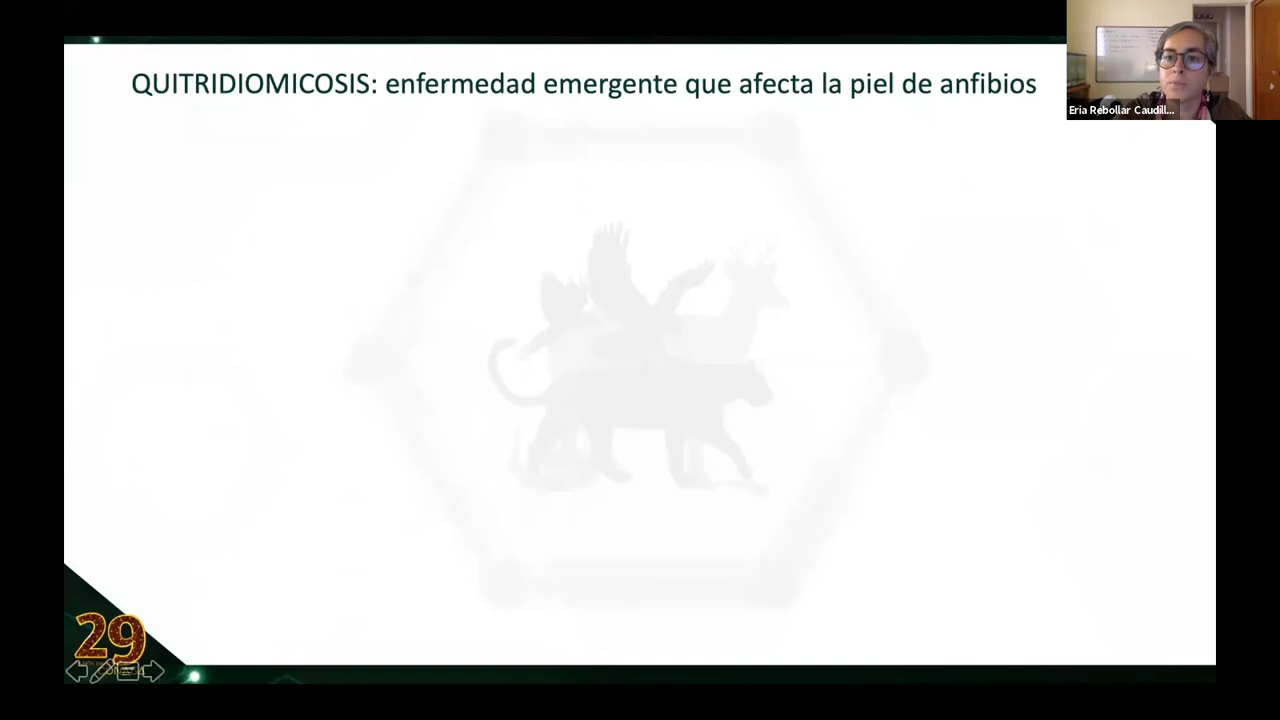 QUITRIDIOMICOSIS: enfermedad emergente que afecta la piel de anfibios
Eria Rebollar Caudill...
29